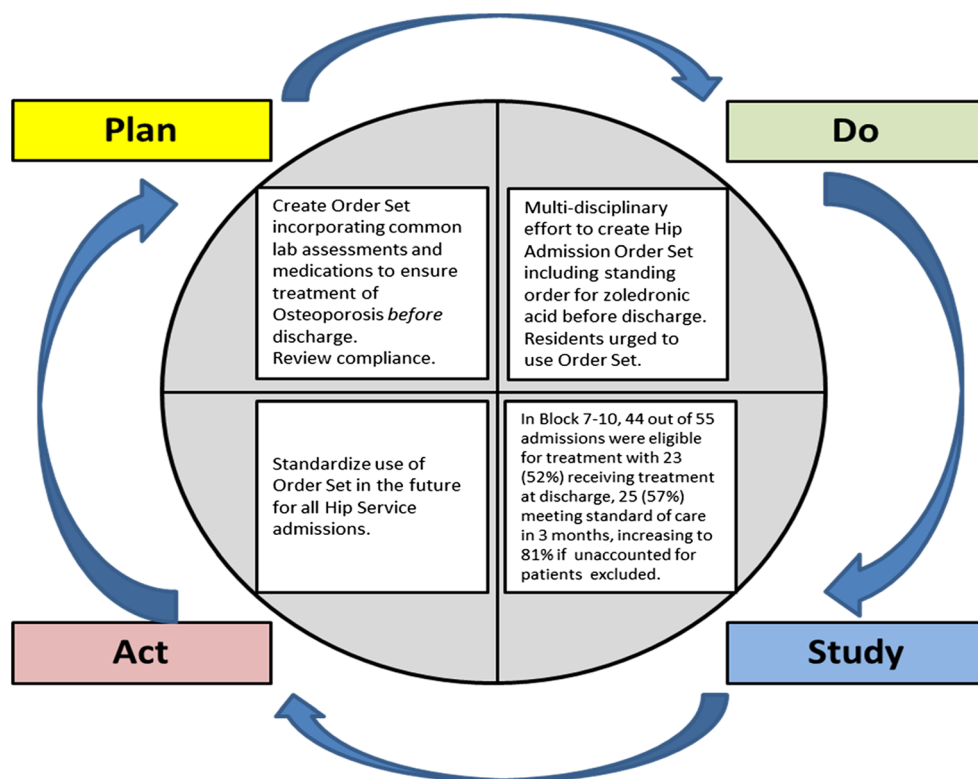 Plan
Do
Create Order Set
incorporating common
lab assessments and
medications to ensure
treatment of
Osteoporosis before
discharge.
Review compliance.
Multi-disciplinary
effort to create Hip
Admission Order Set
including standing
order for zoledronic
acid before discharge.
Residents urged to
use Order Set.
Standardize use of
Order Set in the future
for all Hip Service
admissions.
In Block 7-10, 44 out of 55
admissions were eligible
for treatment with 23
(52%) receiving treatment
at discharge, 25 (57%)
meeting standard of care
in 3 months, increasing to
81% if unaccounted for
patients excluded.
Act
Study